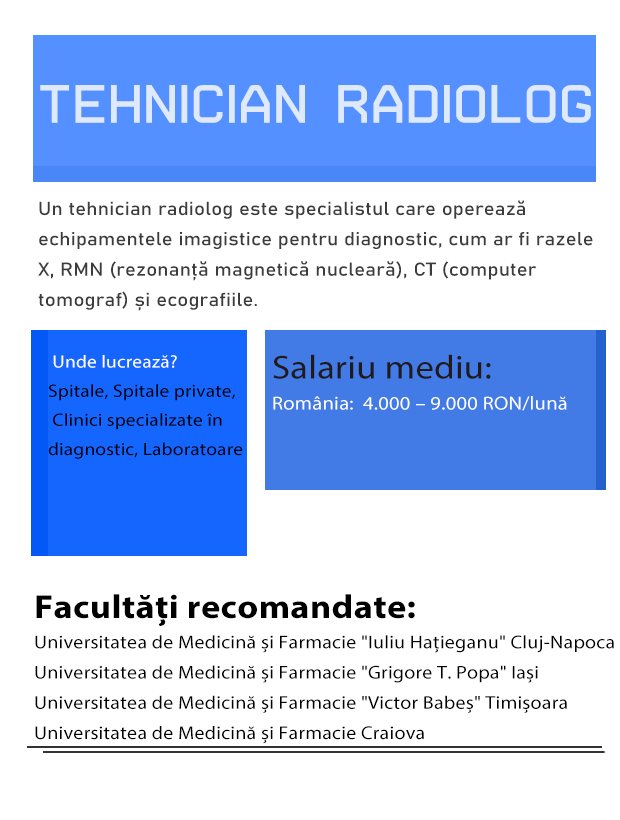 TEHNICIAN RADIOLOG
Un tehnician radiolog este specialistul care operează
echipamentele imagistice pentru diagnostic, cum ar fi razele
X, RMN (rezonanță magnetică nucleară), CT (computer
tomograf) și ecografiile.
Unde lucrează?
Spitale, Spitale private,
Clinici specializate în
diagnostic, Laboratoare
Salariu mediu:
România: 4.000 – 9.000 RON/lună
Facultăți recomandate:
Universitatea de Medicină și Farmacie "Iuliu Hațieganu" Cluj-Napoca
Universitatea de Medicină și Farmacie "Grigore T. Popa" Iași
Universitatea de Medicină și Farmacie "Victor Babeș" Timișoara
Universitatea de Medicină și Farmacie Craiova